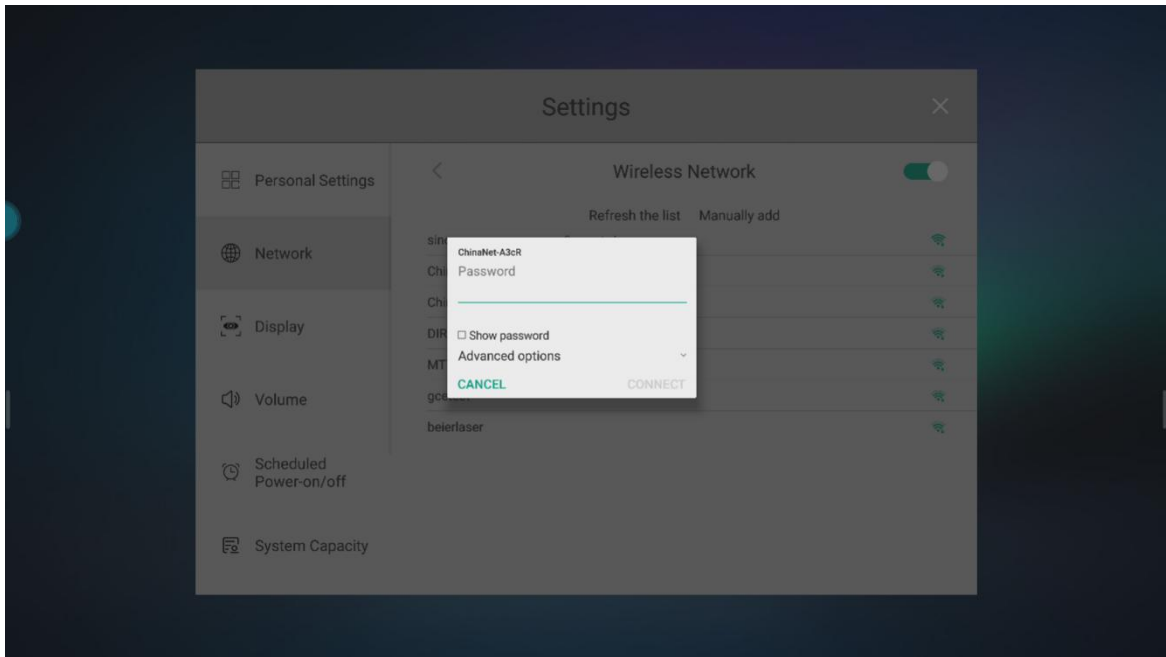 Settings
Personal Settings
Network
Display
Volume
Scheduled
Power-on/off
System Capacity
Wireless Network
Refresh the list Manually add
ChinaNet-A3cR
Password
Show password
Advanced options
CANCEL CONNECT
beierlaser